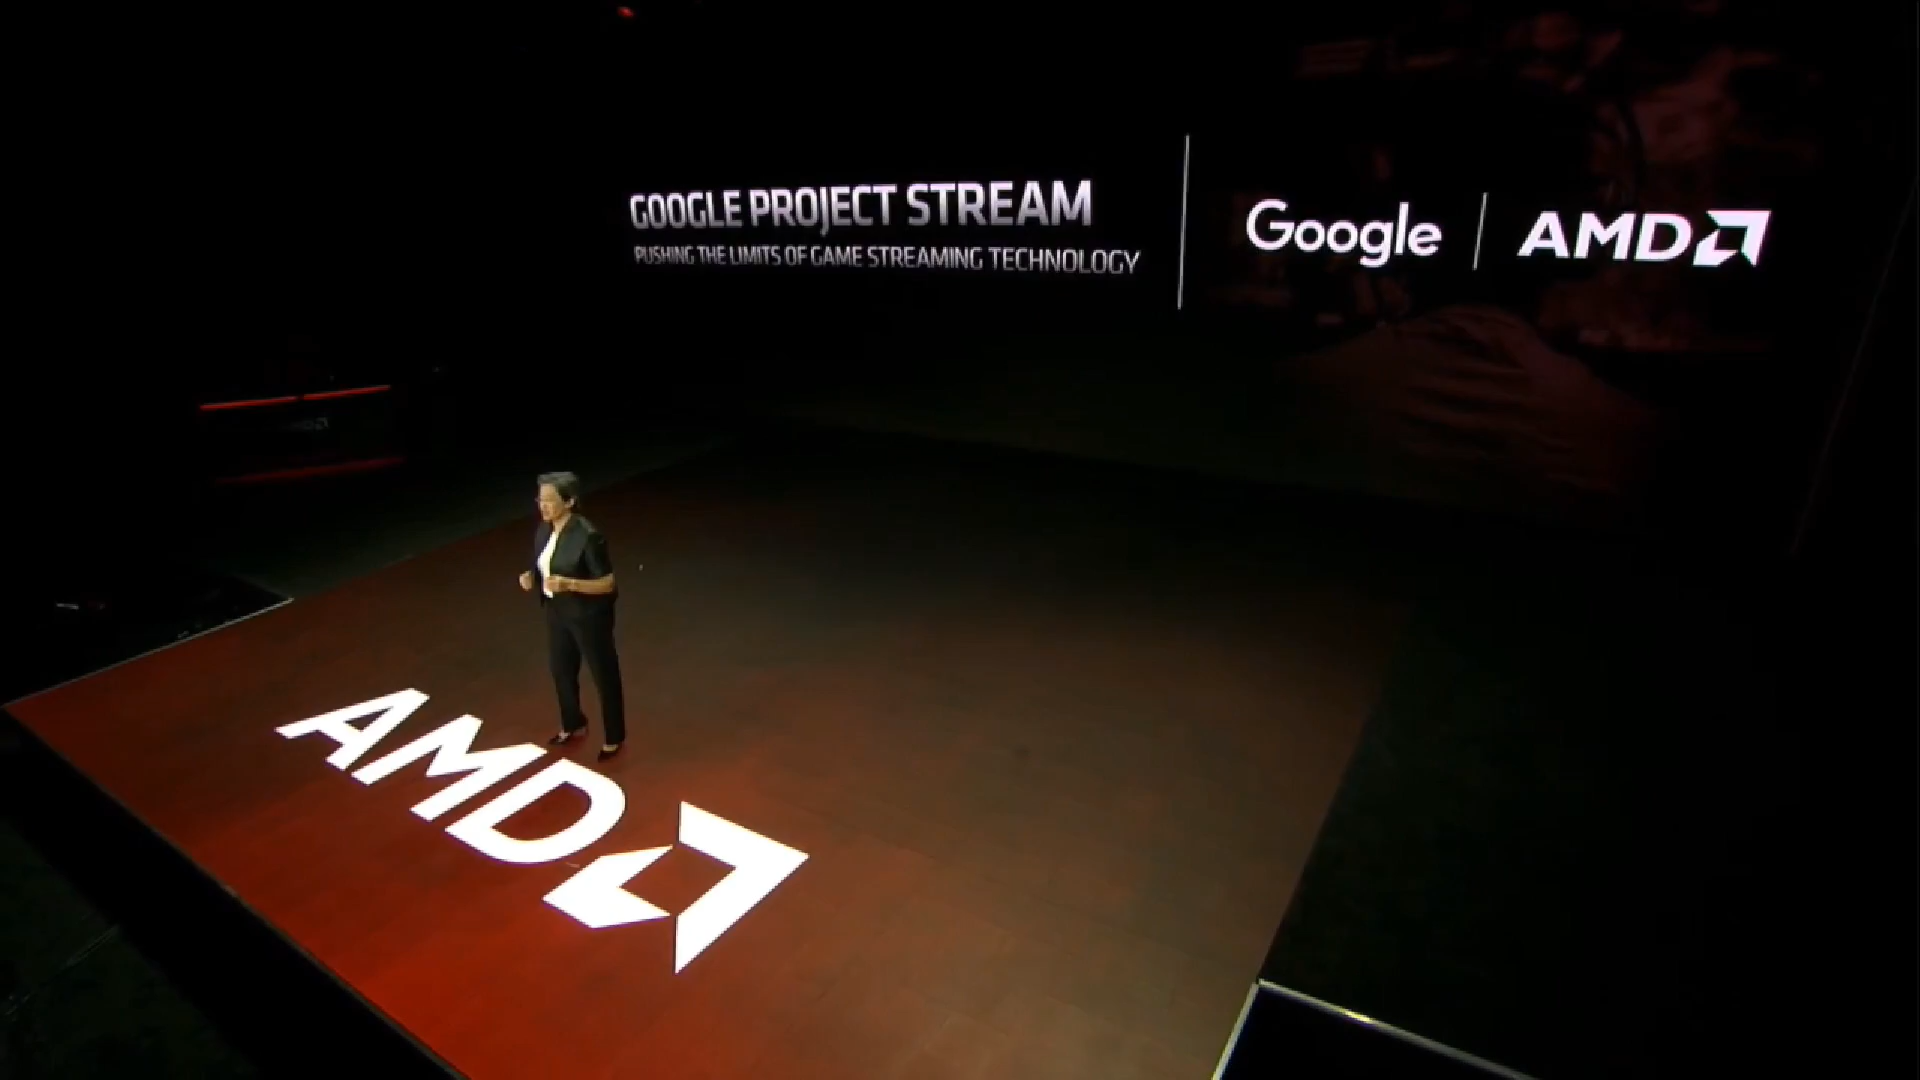 GOOGLE PROJECT STREAM
PUSHING THE LIMITS OF GAME STREAMING TECHNOLOGY
Google | AMD
AMD